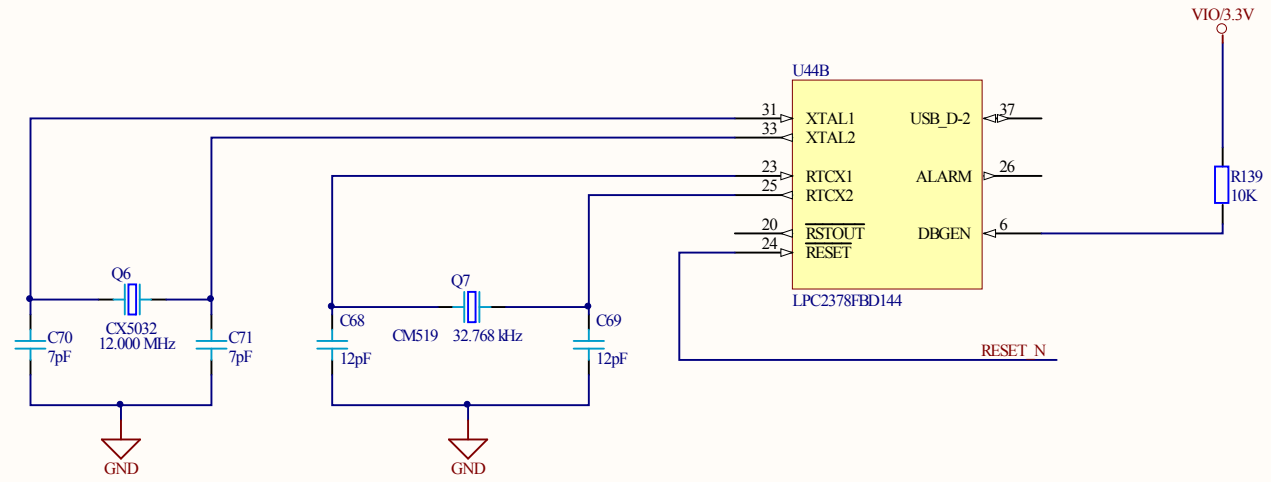 VIO/3.3V
U44B
31 XTAL1 USB_D-2 37
33 XTAL2
23 RTCX1 ALARM 26
25 RTCX2
R139
10K
20 RSTOUT DBGEN 6
24 RESET
LPC2378FBD144
Q6
CX5032
12.000 MHz
C70
7pF
C71
7pF
Q7
CM519 32.768 kHz
C68
12pF
C69
12pF
RESET_N
GND
GND